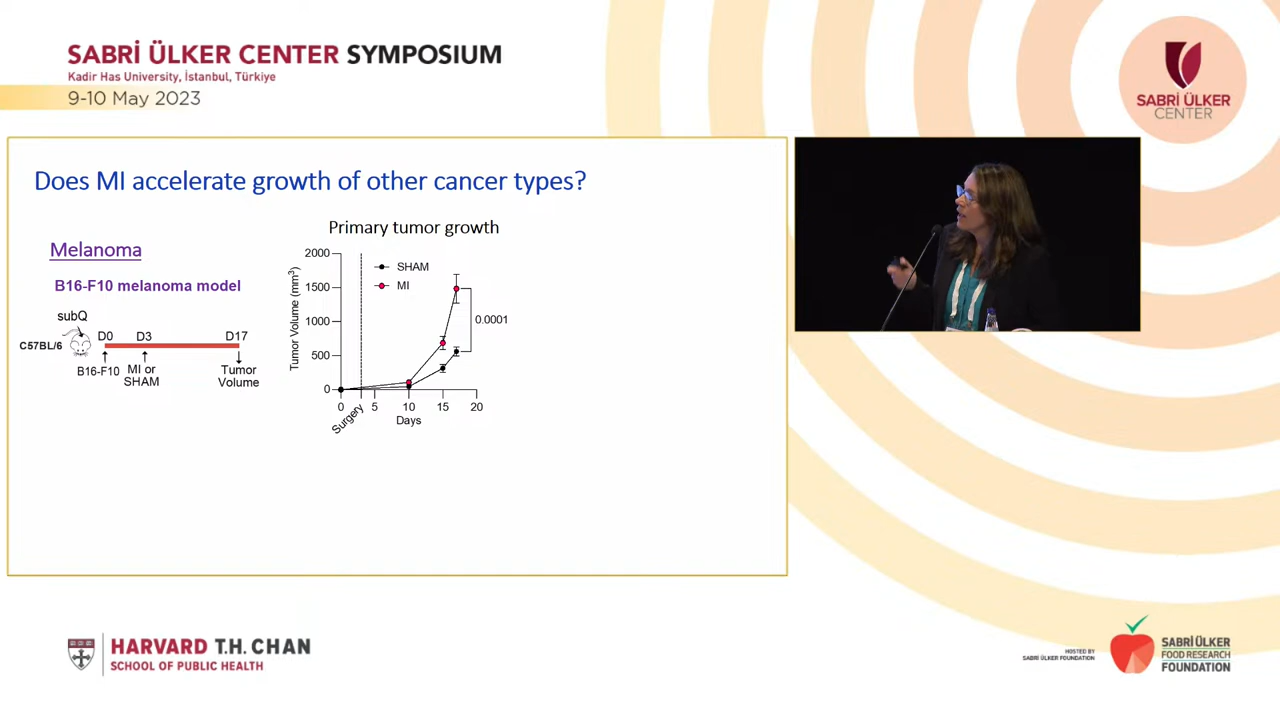 SABRİ ÜLKER CENTER SYMPOSIUM
Kadir Has University, İstanbul, Türkiye
9-10 May 2023
SABRİ ÜLKER
CENTER
Does MI accelerate growth of other cancer types?
Melanoma
B16-F10 melanoma model
subQ
C57BL/6
D0 D3 D17
B16-F10
MI or
SHAM
Tumor
Volume
Primary tumor growth
Tumor Volume (mm³)
2000
1500
1000
500
0
SHAM
MI
0.0001
0 5 10 15 20
Surgery
Days
HARVARD T.H. CHAN
SCHOOL OF PUBLIC HEALTH
HOSTED BY
SABRI ÜLKER FOUNDATION
SABRİ ÜLKER
FOOD RESEARCH
FOUNDATION